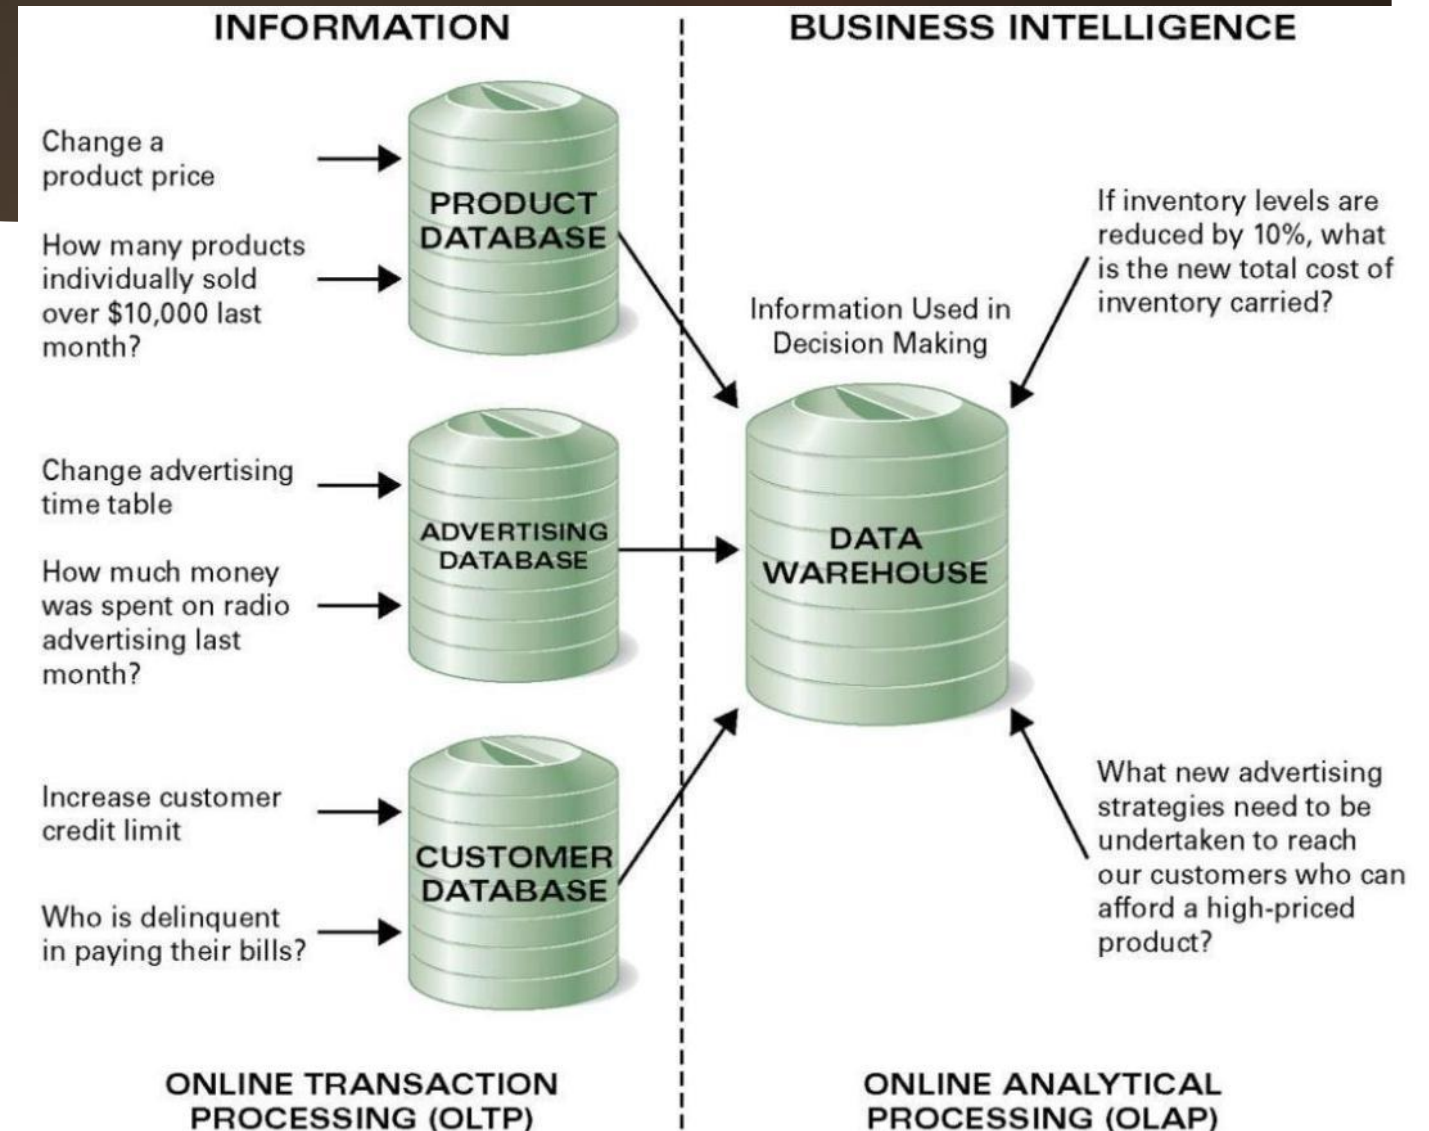 INFORMATION
Change a
product price
How many products
individually sold
over $10,000 last
month?
PRODUCT
DATABASE
Change advertising
time table
How much money
was spent on radio
advertising last
month?
ADVERTISING
DATABASE
Increase customer
credit limit
Who is delinquent
in paying their bills?
CUSTOMER
DATABASE
ONLINE TRANSACTION
PROCESSING (OLTP)
BUSINESS INTELLIGENCE
Information Used in
Decision Making
DATA
WAREHOUSE
If inventory levels are
reduced by 10%, what
is the new total cost of
inventory carried?
What new advertising
strategies need to be
undertaken to reach
our customers who can
afford a high-priced
product?
ONLINE ANALYTICAL
PROCESSING (OLAP)